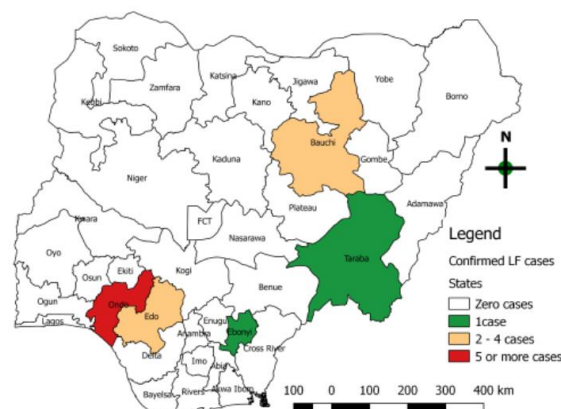 Sokoto
Katsina
Jigawa
Yobe
Borno
Zamfara
Kebbi
Kano
Bauchi
Gombe
Kaduna
Niger
Adamawa
Plateau
Kwara
FCT
Nasarawa
Taraba
Oyo
Osun
Ekiti
Kogi
Ogun
Ondo
Edo
Benue
Lagos
Enugu
Ebonyi
Anambra
Cross River
Delta
Imo
Abia
Bayelsa
Rivers
Akwa Ibom
N
Legend
Confirmed LF cases
States
Zero cases
1case
2 - 4 cases
5 or more cases
100 0 100 200 300 400 km